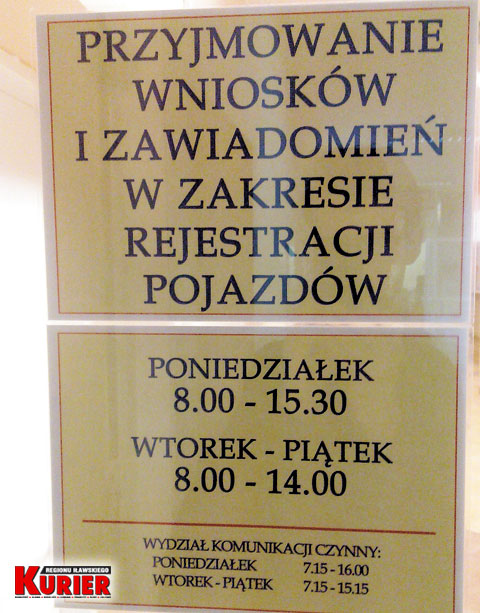 PRZYJMOWANIE
WNIOSKÓW
I ZAWIADOMIEŃ
W ZAKRESIE
REJESTRACJI
POJAZDÓW
PONIEDZIAŁEK
8.00 - 15.30
WTOREK - PIĄTEK
8.00 - 14.00
WYDZIAŁ KOMUNIKACJI CZYNNY:
PONIEDZIAŁEK 7.15 - 16.00
WTOREK - PIĄTEK 7.15 - 15.15
REGIONU IŁAWSKIEGO
KURIER